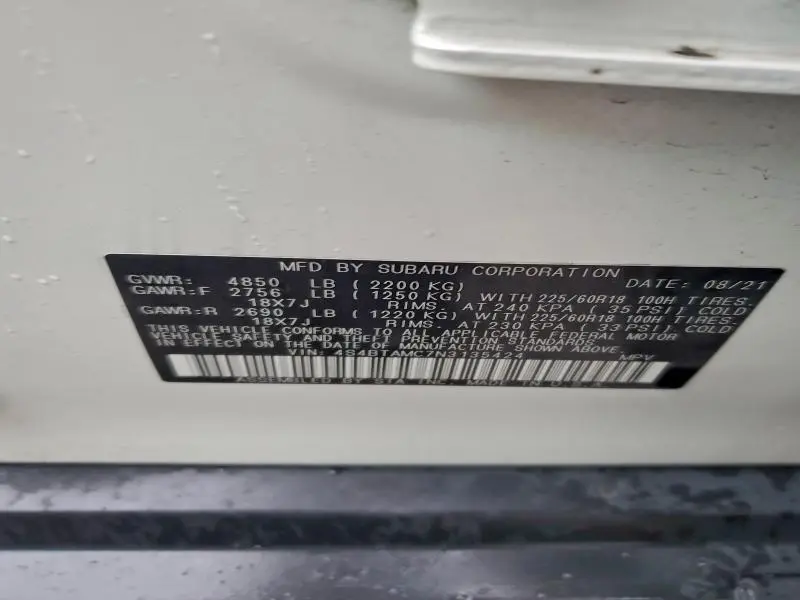 MFD BY SUBARU CORPORATION DATE: 08/21
GVWR: 4850 LB (2200 KG)
GAWR:F 2756 LB (1250 KG) WITH 225/60R18 100H TIRES,
18X7J RIMS, AT 240 KPA (35 PSI) COLD
GAWR:R 2690 LB (1220 KG) WITH 225/60R18 100H TIRES,
18X7J RIMS, AT 230 KPA (33 PSI) COLD
THIS VEHICLE CONFORMS TO ALL APPLICABLE FEDERAL MOTOR
VEHICLE SAFETY AND THEFT PREVENTION STANDARDS
IN EFFECT ON THE DATE OF MANUFACTURE SHOWN ABOVE.
VIN: 4S4BTAMC7N3135424 MPV
ASSEMBLED BY SIA INC. MADE IN U.S.A.